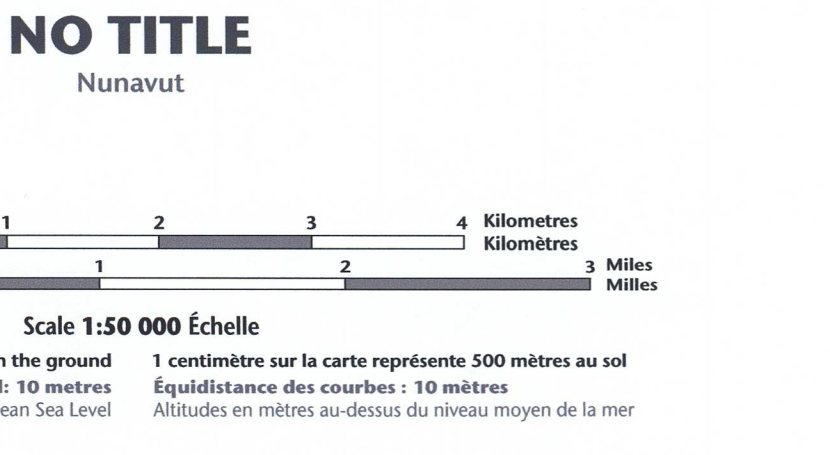 NO TITLE
Nunavut
1 2 3 4 Kilometres
Kilomètres
1 2 3 Miles
Milles
Scale 1:50 000 Échelle
the ground 1 centimètre sur la carte représente 500 mètres au sol
10 metres Équidistance des courbes : 10 mètres
Sea Level Altitudes en mètres au-dessus du niveau moyen de la mer